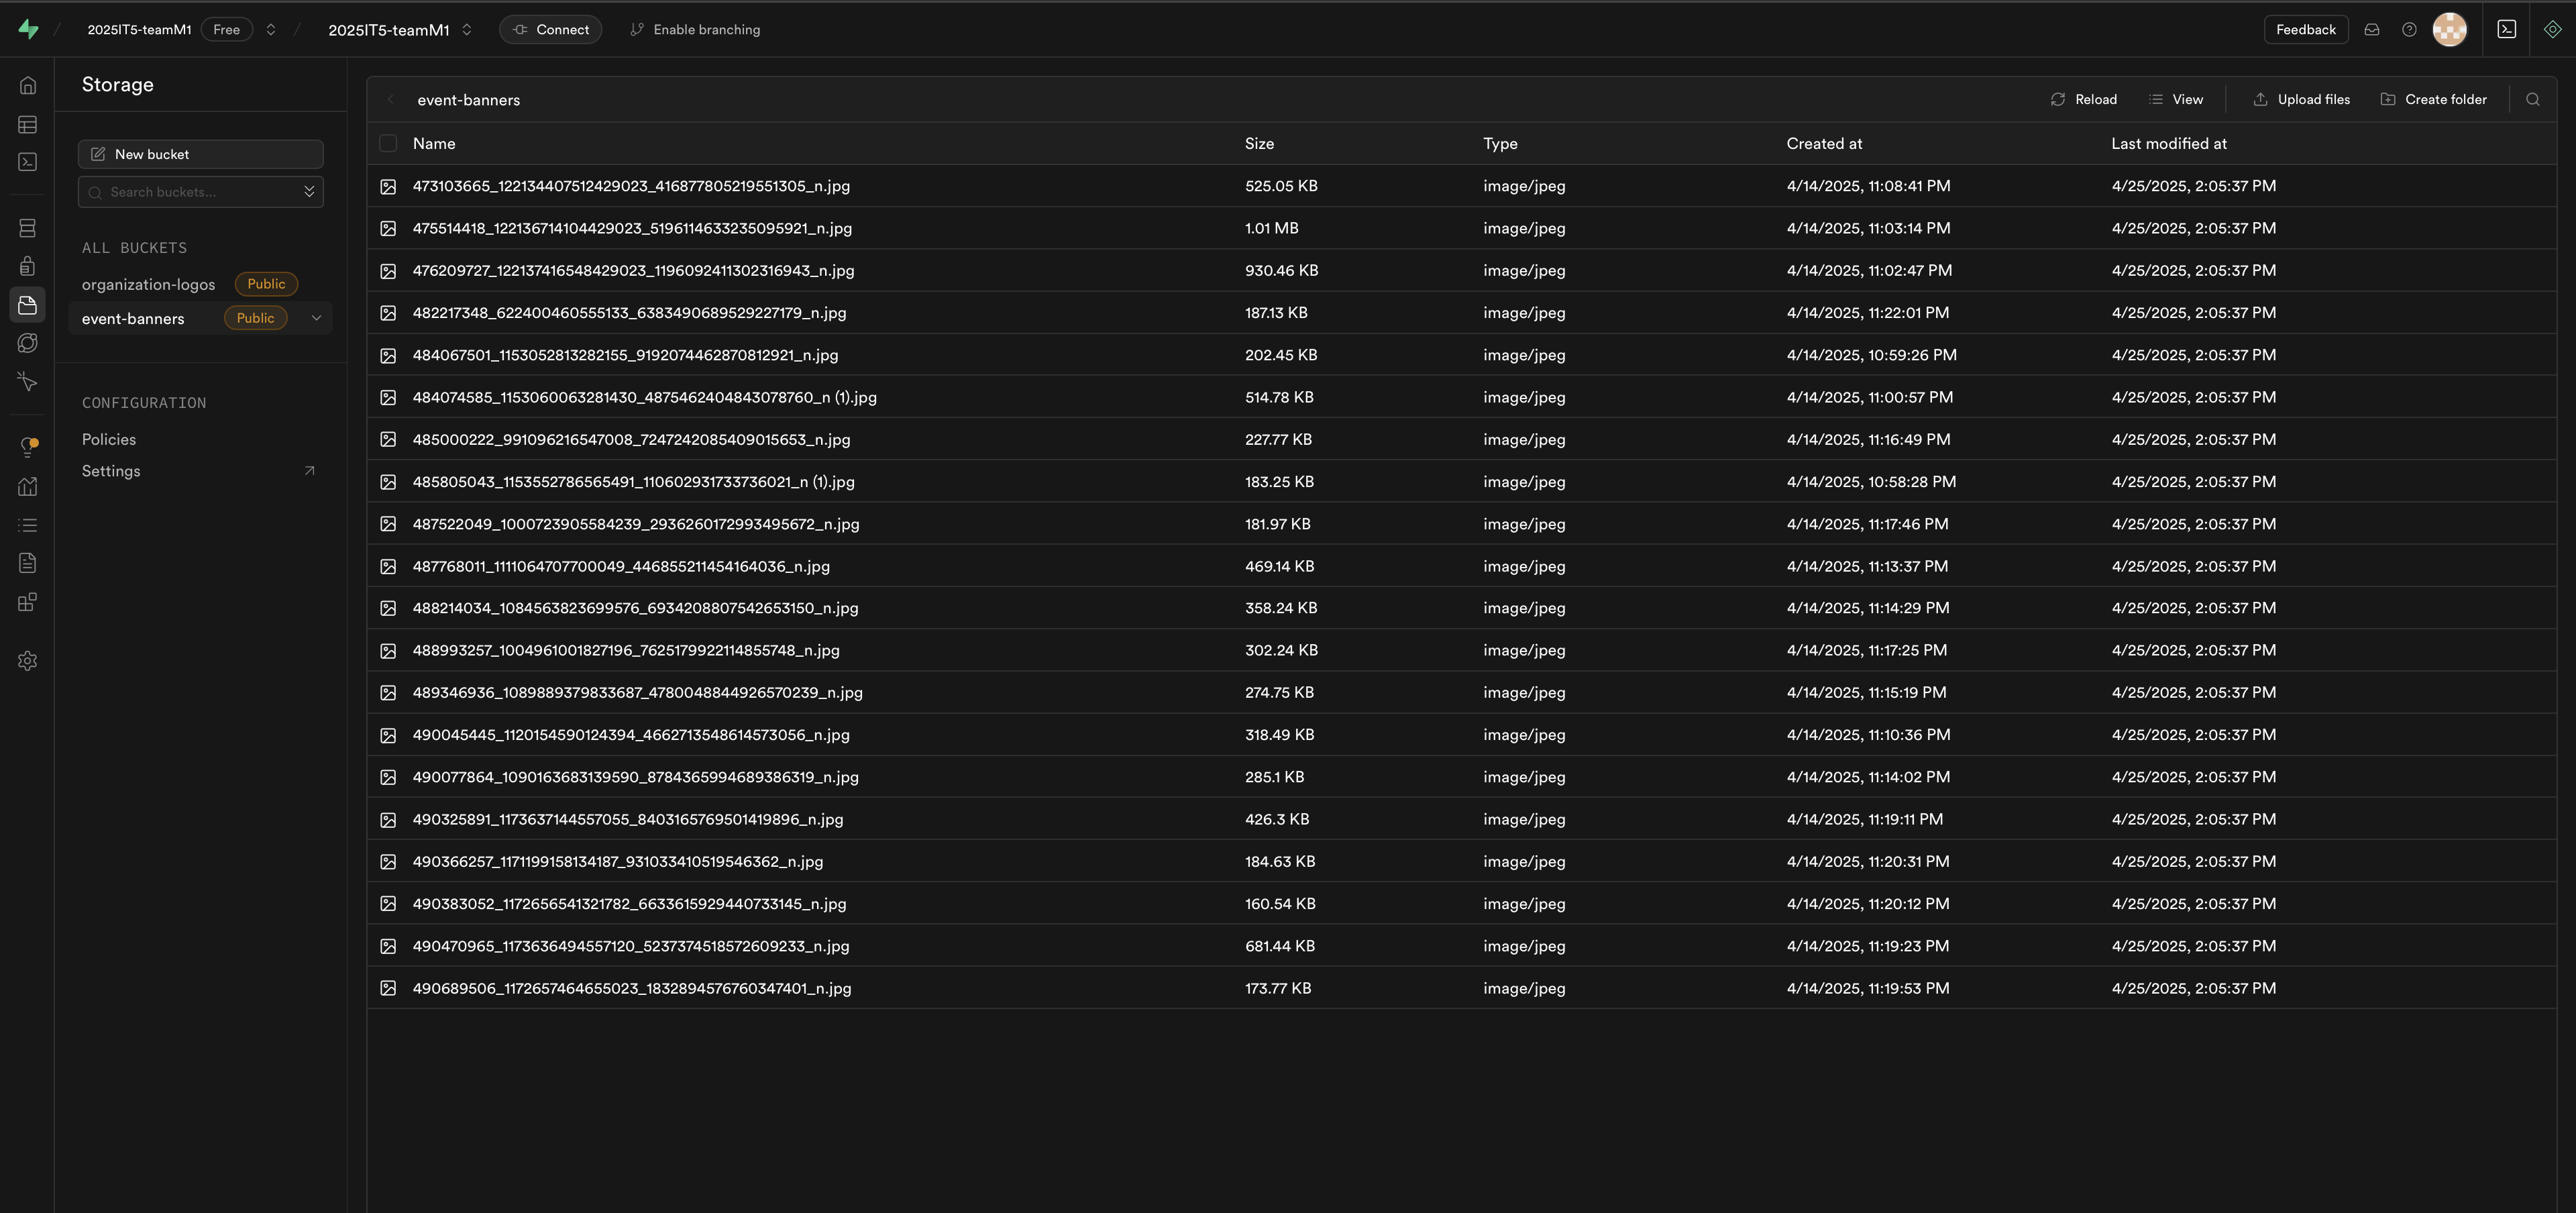 2025IT5-teamM1 Free 2025IT5-teamM1 Connect Enable branching Feedback
Storage
New bucket
Search buckets...
ALL BUCKETS
organization-logos Public
event-banners Public
CONFIGURATION
Policies
Settings
event-banners Reload View Upload files Create folder
Name Size Type Created at Last modified at
473103665_122134407512429023_416877805219551305_n.jpg 525.05 KB image/jpeg 4/14/2025, 11:08:41 PM 4/25/2025, 2:05:37 PM
475514418_122136714104429023_5196114633235095921_n.jpg 1.01 MB image/jpeg 4/14/2025, 11:03:14 PM 4/25/2025, 2:05:37 PM
476209727_122137416548429023_1196092411302316943_n.jpg 930.46 KB image/jpeg 4/14/2025, 11:02:47 PM 4/25/2025, 2:05:37 PM
482217348_622400460555133_6383490689529227179_n.jpg 187.13 KB image/jpeg 4/14/2025, 11:22:01 PM 4/25/2025, 2:05:37 PM
484067501_1153052813282155_9192074462870812921_n.jpg 202.45 KB image/jpeg 4/14/2025, 10:59:26 PM 4/25/2025, 2:05:37 PM
484074585_1153060063281430_4875462404843078760_n (1).jpg 514.78 KB image/jpeg 4/14/2025, 11:00:57 PM 4/25/2025, 2:05:37 PM
485000222_991096216547008_7247242085409015653_n.jpg 227.77 KB image/jpeg 4/14/2025, 11:16:49 PM 4/25/2025, 2:05:37 PM
485805043_1153552786565491_110602931733736021_n (1).jpg 183.25 KB image/jpeg 4/14/2025, 10:58:28 PM 4/25/2025, 2:05:37 PM
487522049_1000723905584239_2936260172993495672_n.jpg 181.97 KB image/jpeg 4/14/2025, 11:17:46 PM 4/25/2025, 2:05:37 PM
487768011_1111064707700049_446855211454164036_n.jpg 469.14 KB image/jpeg 4/14/2025, 11:13:37 PM 4/25/2025, 2:05:37 PM
488214034_1084563823699576_6934208807542653150_n.jpg 358.24 KB image/jpeg 4/14/2025, 11:14:29 PM 4/25/2025, 2:05:37 PM
488993257_1004961001827196_7625179922114855748_n.jpg 302.24 KB image/jpeg 4/14/2025, 11:17:25 PM 4/25/2025, 2:05:37 PM
489346936_1089889379833687_4780048844926570239_n.jpg 274.75 KB image/jpeg 4/14/2025, 11:15:19 PM 4/25/2025, 2:05:37 PM
490045445_1120154590124394_4662713548614573056_n.jpg 318.49 KB image/jpeg 4/14/2025, 11:10:36 PM 4/25/2025, 2:05:37 PM
490077864_1090163683139590_8784365994689386319_n.jpg 285.1 KB image/jpeg 4/14/2025, 11:14:02 PM 4/25/2025, 2:05:37 PM
490325891_1173637144557055_8403165769501419896_n.jpg 426.3 KB image/jpeg 4/14/2025, 11:19:11 PM 4/25/2025, 2:05:37 PM
490366257_1171199158134187_931033410519546362_n.jpg 184.63 KB image/jpeg 4/14/2025, 11:20:31 PM 4/25/2025, 2:05:37 PM
490383052_1172656541321782_6633615929440733145_n.jpg 160.54 KB image/jpeg 4/14/2025, 11:20:12 PM 4/25/2025, 2:05:37 PM
490470965_1173636494557120_5237374518572609233_n.jpg 681.44 KB image/jpeg 4/14/2025, 11:19:23 PM 4/25/2025, 2:05:37 PM
490689506_1172657464655023_1832894576760347401_n.jpg 173.77 KB image/jpeg 4/14/2025, 11:19:53 PM 4/25/2025, 2:05:37 PM